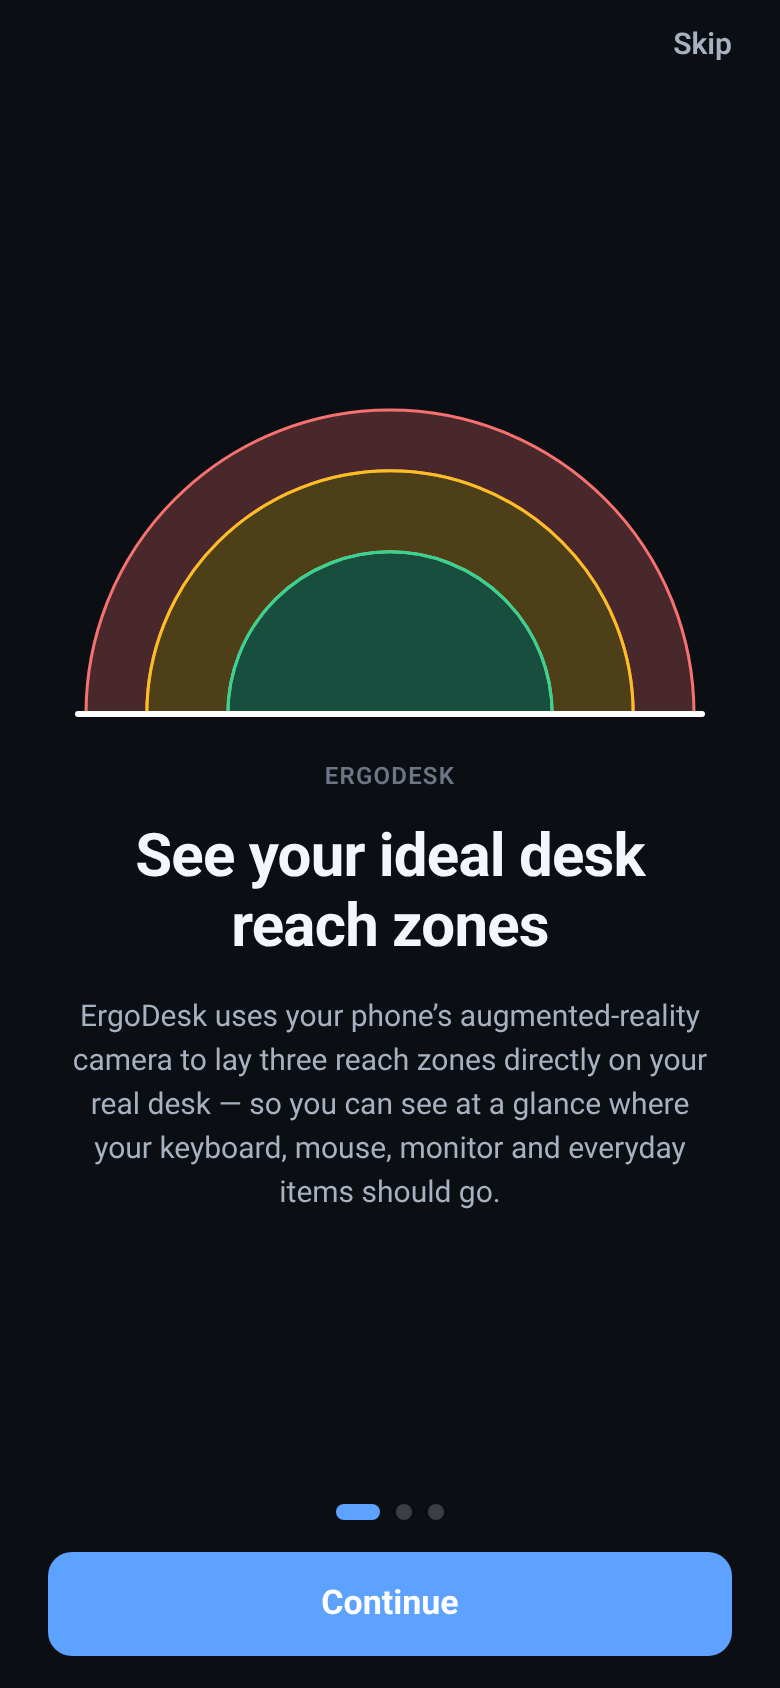 Skip
ERGODESK
See your ideal desk
reach zones
ErgoDesk uses your phone’s augmented-reality
camera to lay three reach zones directly on your
real desk — so you can see at a glance where
your keyboard, mouse, monitor and everyday
items should go.
Continue